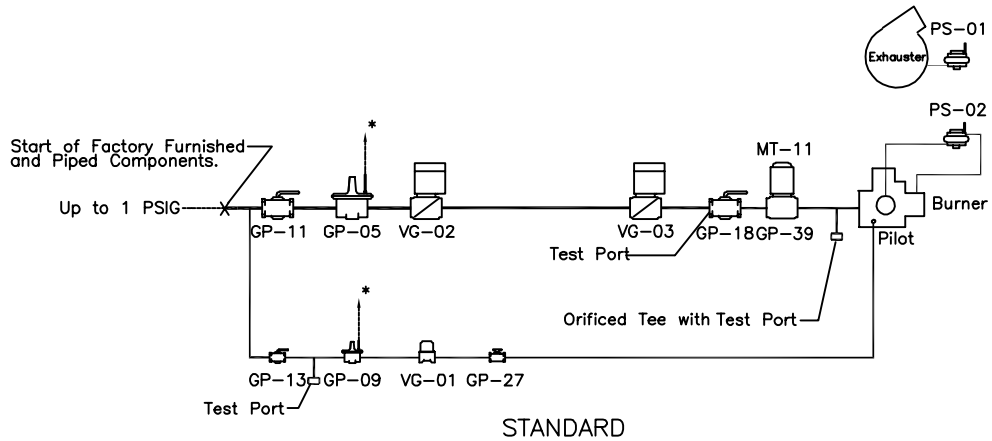 PS-01
Exhauster
PS-02
*
Start of Factory Furnished
and Piped Components.
MT-11
Up to 1 PSIG
Burner
GP-11
GP-05
VG-02
VG-03
GP-18
GP-39
Pilot
Test Port
*
Orificed Tee with Test Port
GP-13
GP-09
VG-01
GP-27
Test Port
STANDARD